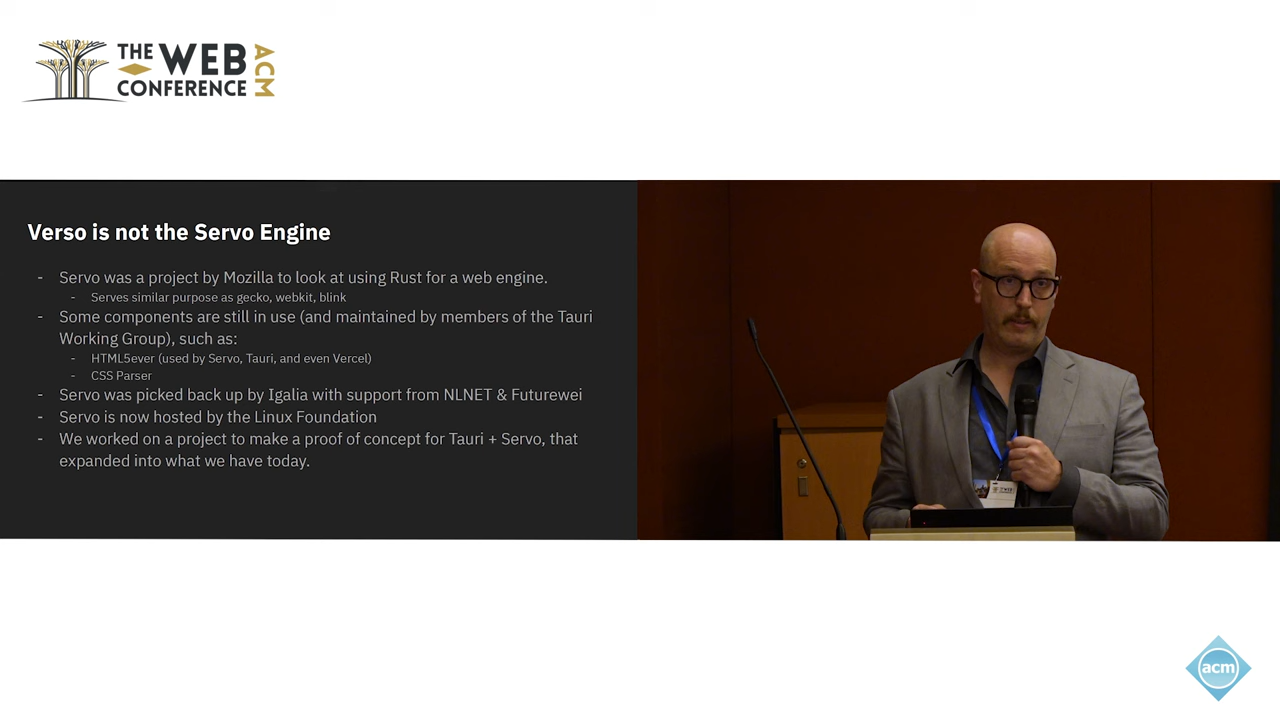 THE WEB
CONFERENCE
ACM
Verso is not the Servo Engine
- Servo was a project by Mozilla to look at using Rust for a web engine.
- Serves similar purpose as gecko, webkit, blink
- Some components are still in use (and maintained by members of the Tauri
Working Group), such as:
- HTML5ever (used by Servo, Tauri, and even Vercel)
- CSS Parser
- Servo was picked back up by Igalia with support from NLNET & Futurewei
- Servo is now hosted by the Linux Foundation
- We worked on a project to make a proof of concept for Tauri + Servo, that
expanded into what we have today.
acm